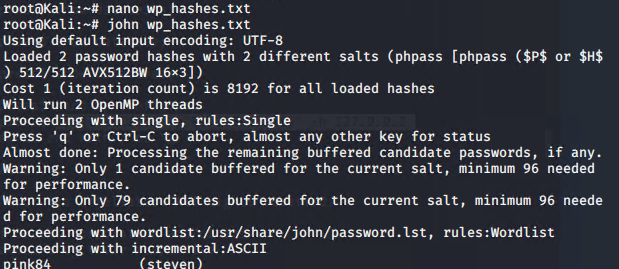 root@Kali:~# nano wp_hashes.txt
root@Kali:~# john wp_hashes.txt
Using default input encoding: UTF-8
Loaded 2 password hashes with 2 different salts (phpass [phpass ($P$ or $H$
) 512/512 AVX512BW 16×3])
Cost 1 (iteration count) is 8192 for all loaded hashes
Will run 2 OpenMP threads
Proceeding with single, rules:Single
Press 'q' or Ctrl-C to abort, almost any other key for status
Almost done: Processing the remaining buffered candidate passwords, if any.
Warning: Only 1 candidate buffered for the current salt, minimum 96 needed
for performance.
Warning: Only 79 candidates buffered for the current salt, minimum 96 neede
d for performance.
Proceeding with wordlist:/usr/share/john/password.lst, rules:Wordlist
Proceeding with incremental:ASCII
pink84 (steven)